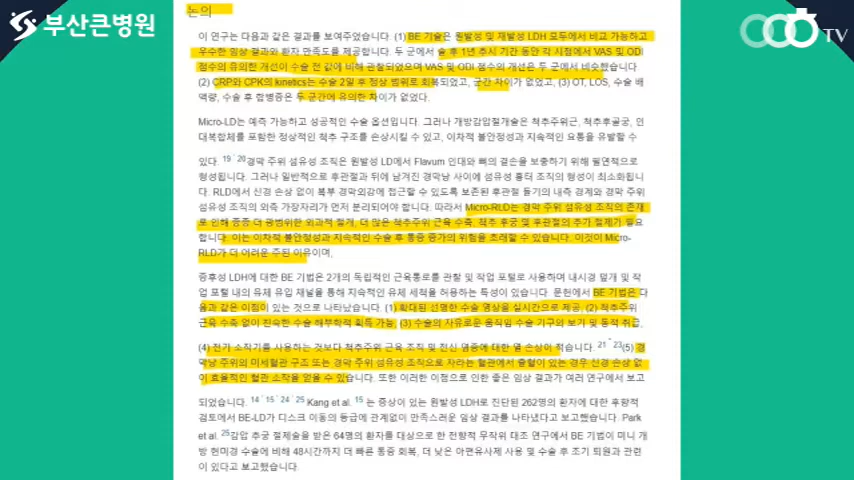 부산큰병원
TV
논의
이 연구는 다음과 같은 결과를 보여주었습니다. (1) BE 기술은 원발성 및 재발성 LDH 모두에서 비교 가능하고
우수한 임상 결과와 환자 만족도를 제공합니다. 두 군에서 술 후 1년 추시 기간 동안 각 시점에서 VAS 및 ODI
점수의 유의한 개선이 수술 전 값에 비해 관찰되었으며 VAS 및 ODI 점수의 개선은 두 군에서 비슷했습니다.
(2) CRP와 CPK의 kinetics는 수술 2일 후 정상 범위로 회복되었고, 군간 차이가 없었고, (3) OT, LOS, 수술 배
액량, 수술 후 합병증은 두 군간에 유의한 차이가 없었다.
Micro-LD는 예측 가능하고 성공적인 수술 옵션입니다. 그러나 개방감압절개술은 척추주위근, 척추후궁굴, 인
대복합체를 포함한 정상적인 척추 구조를 손상시킬 수 있고, 이차적 불안정성과 지속적인 요통을 유발할 수
있다. 19 20 경막 주위 섬유성 조직은 원발성 LD에서 Flavum 인대와 뼈의 결손을 보충하기 위해 필연적으로
형성됩니다. 그러나 일반적으로 후관절과 뒤에 남겨진 경막낭 사이에 섬유성 흉터 조직의 형성이 최소화됩니
다. RLD에서 신경 손상 없이 복부 경막외강에 접근할 수 있도록 보존된 후관절 돌기의 내측 경계와 경막 주위
섬유성 조직의 외측 가장자리가 먼저 분리되어야 합니다. 따라서 Micro-RLD는 경막 주위 섬유성 조직의 존재
로 인해 종종 더 광범위한 외과적 절개, 더 많은 척추주위 근육 수축, 척추 후궁 및 후관절의 추가 절제가 필요
합니다. 이는 이차적 불안정성과 지속적인 수술 후 통증 증가의 위험을 초래할 수 있습니다. 이것이 Micro-
RLD가 더 어려운 주된 이유이며,
증후성 LDH에 대한 BE 기법은 2개의 독립적인 근육통로를 관찰 및 작업 포털로 사용하며 내시경 덮개 및 작
업 포털 내의 유체 유입 채널을 통해 지속적인 유체 세척을 허용하는 특성이 있습니다. 문헌에서 BE 기법은 다
음과 같은 이점이 있는 것으로 나타났습니다. (1) 확대된 선명한 수술 영상을 실시간으로 제공, (2) 척추주위
근육 수축 없이 친숙한 수술 해부학적 획득 가능, (3) 수술의 자유로운 움직임 수술 기구의 보기 및 동적 취급,
(4) 전기 소작기를 사용하는 것보다 척추주위 근육 조직 및 전신 염증에 대한 열 손상이 적습니다. 21 - 23 (5) 경
막낭 주위의 미세혈관 구조 또는 경막 주위 섬유성 조직으로 자라는 혈관에서 출혈이 있는 경우 신경 손상 없
이 효율적인 혈관 소작을 얻을 수 있습니다. 또한 이러한 이점으로 인한 좋은 임상 결과가 여러 연구에서 보고
되었습니다. 14 15 24 25 Kang et al. 15 는 증상이 있는 원발성 LDH로 진단된 262명의 환자에 대한 후향적
검토에서 BE-LD가 디스크 이동의 등급에 관계없이 만족스러운 임상 결과를 나타냈다고 보고했습니다. Park
et al. 25 감압 추궁 절제술을 받은 64명의 환자를 대상으로 한 전향적 무작위 대조 연구에서 BE 기법이 미니 개
방 현미경 수술에 비해 48시간까지 더 빠른 통증 회복, 더 낮은 아편유사제 사용 및 수술 후 조기 퇴원과 관련
이 있다고 보고했습니다.